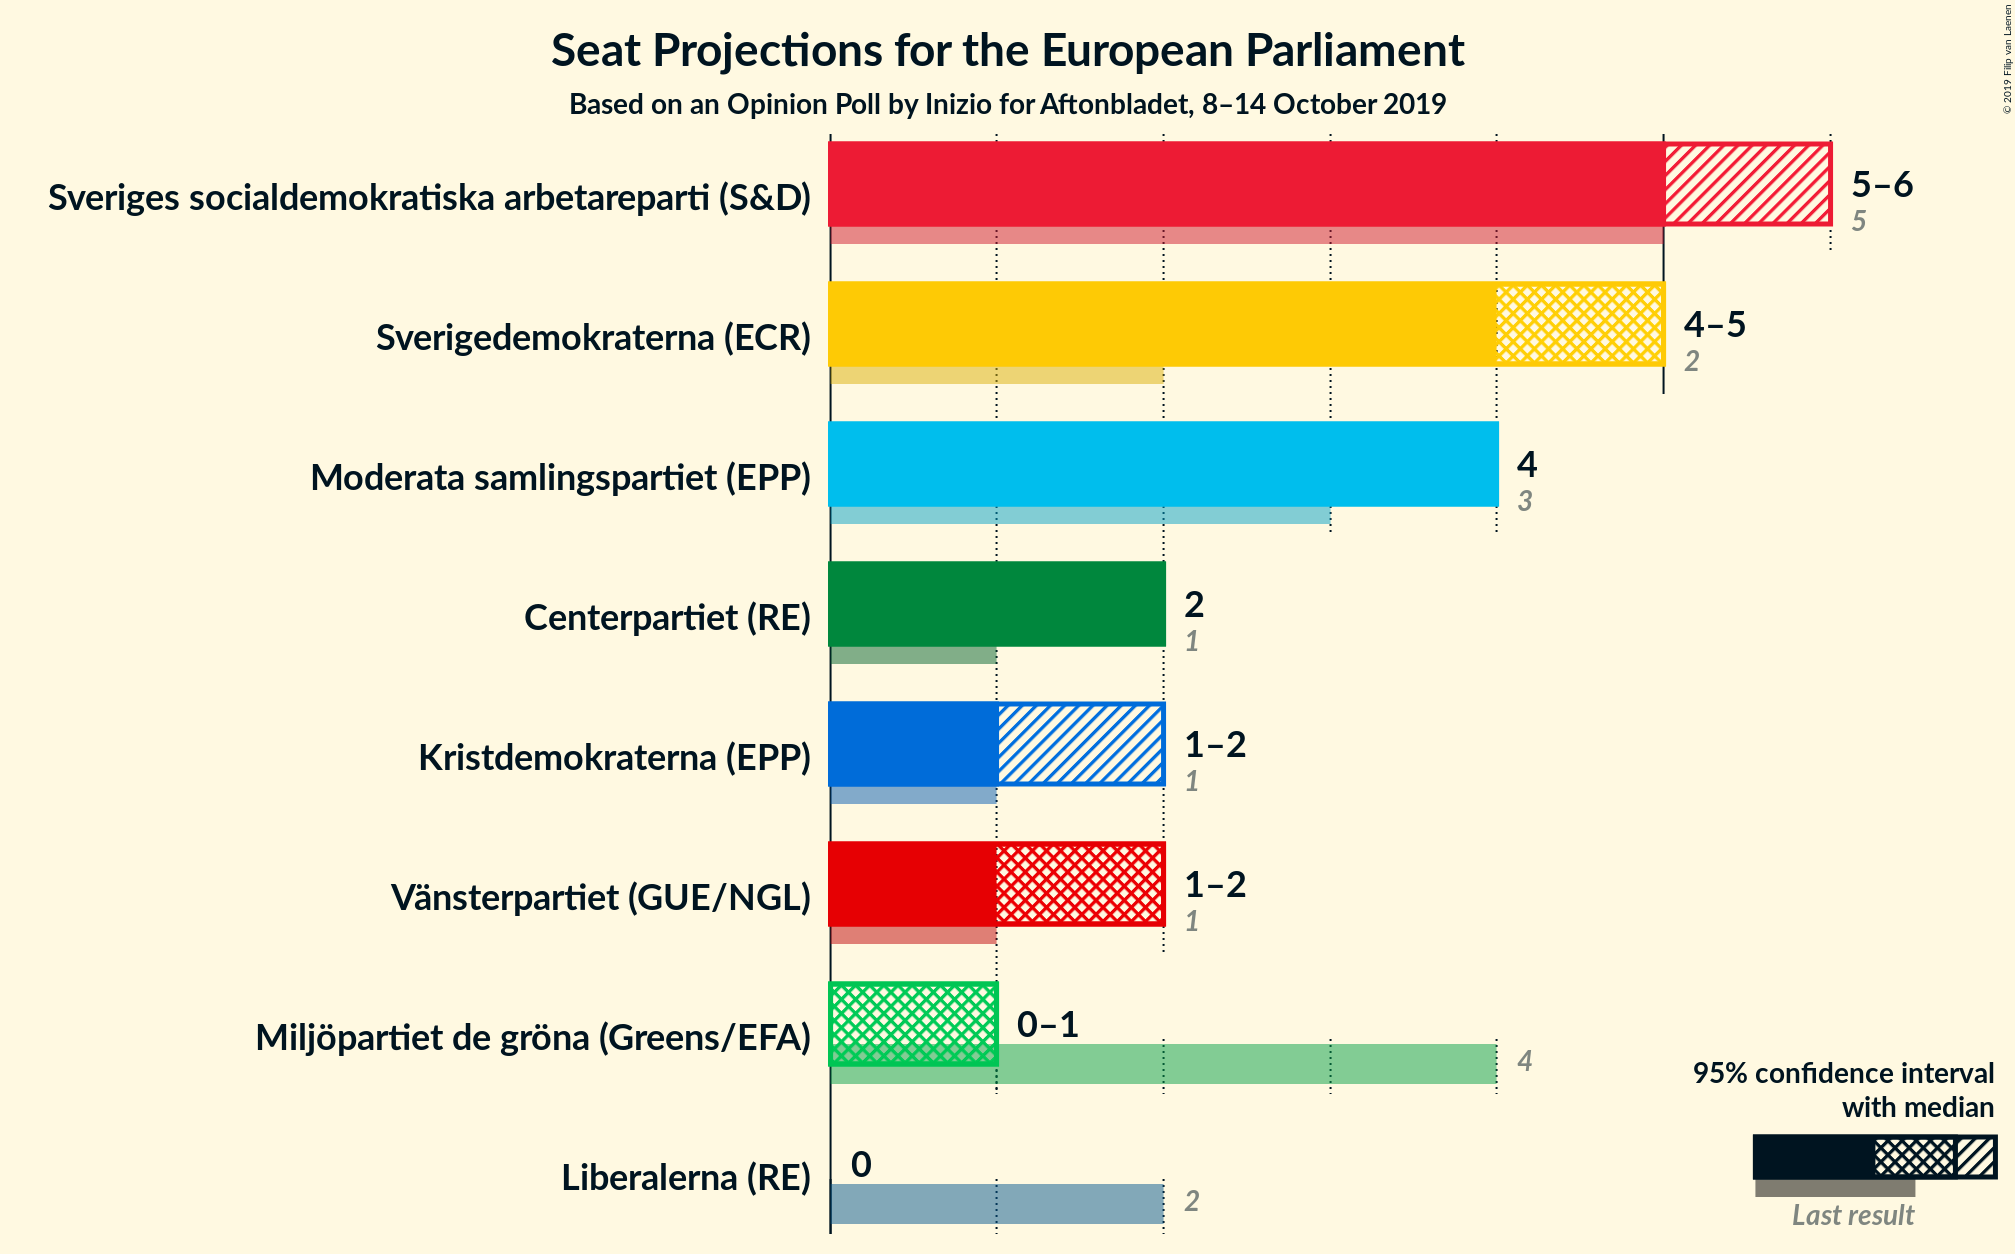 Seat Projections for the European Parliament
Based on an Opinion Poll by Inizio for Aftonbladet, 8–14 October 2019
© 2019 Filip van Laenen
Sveriges socialdemokratiska arbetareparti (S&D)
5–6
5
Sverigedemokraterna (ECR)
4–5
2
Moderata samlingspartiet (EPP)
4
3
Centerpartiet (RE)
2
1
Kristdemokraterna (EPP)
1–2
1
Vänsterpartiet (GUE/NGL)
1–2
1
Miljöpartiet de gröna (Greens/EFA)
0–1
4
Liberalerna (RE)
0
2
95% confidence interval
with median
Last result